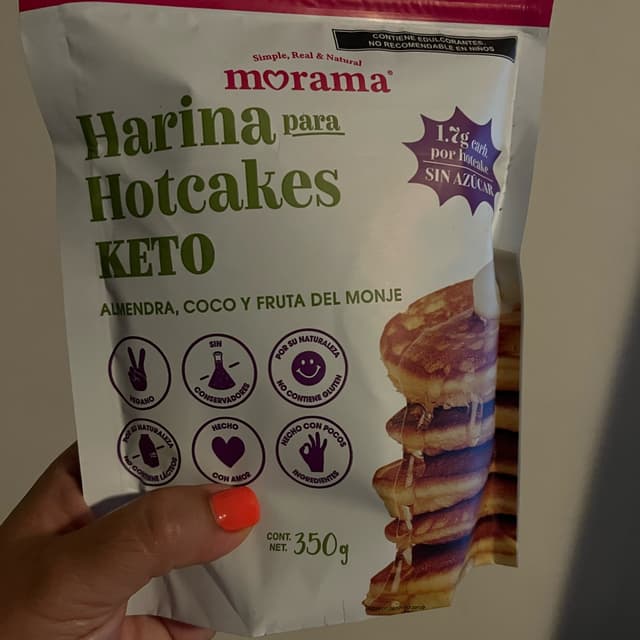 CONTIENE EDULCORANTES,
NO RECOMENDABLE EN NIÑOS
Simple, Real & Natural
morama®
Harina para
Hotcakes
KETO
1.7g carb.
por hotcake
SIN AZÚCAR
ALMENDRA, COCO Y FRUTA DEL MONJE
VEGANO
SIN
CONSERVADORES
POR SU NATURALEZA
NO CONTIENE GLUTEN
POR SU NATURALEZA
NO CONTIENE LÁCTEOS
HECHO
CON AMOR
HECHO CON POCOS
INGREDIENTES
CONT.
NET. 350g